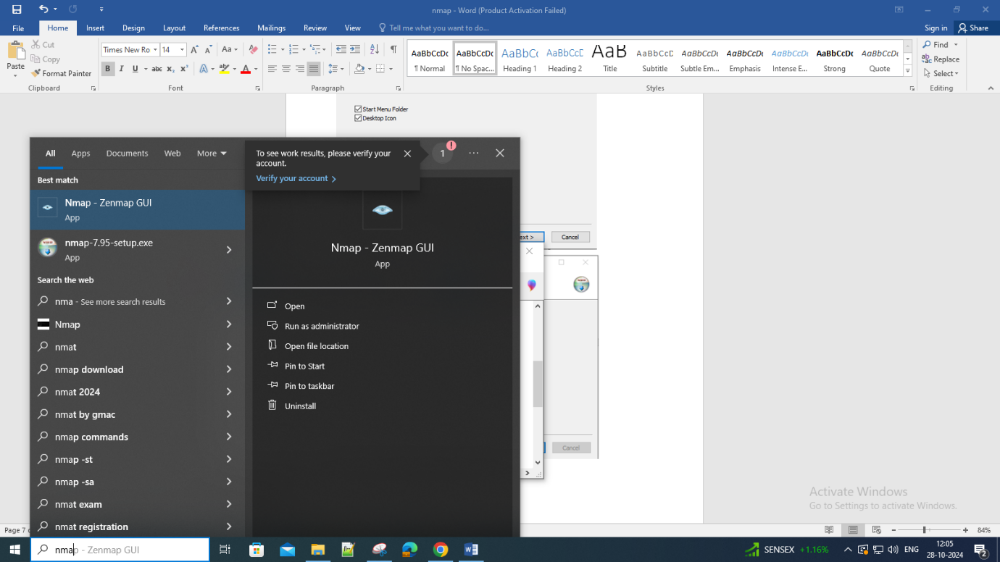 nmap - Word (Product Activation Failed)
File Home Insert Design Layout References Mailings Review View Tell me what you want to do... Sign in Share
Paste
Cut
Copy
Format Painter
Clipboard
Times New Ro 14 Aa
B I U abc x₂ x² A ab A
Font
Paragraph
AaBbCcDc AaBbCcDc AaBbCc AaBbCcE AaB AaBbCcD AaBbCcDc AaBbCcDc AaBbCcDc AaBbCcDc AaBbCcDc
¶ Normal ¶ No Spac... Heading 1 Heading 2 Title Subtitle Subtle Em... Emphasis Intense E... Strong Quote
Styles
Find
Replace
Select
Editing
Start Menu Folder
Desktop Icon
All Apps Documents Web More
To see work results, please verify your
account.
Verify your account
1
Best match
Nmap - Zenmap GUI
App
nmap-7.95-setup.exe
App
Search the web
nma - See more search results
Nmap
nmat
nmap download
nmat 2024
nmat by gmac
nmap commands
nmap -st
nmap -sa
nmat exam
nmat registration
Nmap - Zenmap GUI
App
Open
Run as administrator
Open file location
Pin to Start
Pin to taskbar
Uninstall
ext >
Cancel
Cancel
Activate Windows
Go to Settings to activate Windows.
Page 7 84%
nmap - Zenmap GUI
SENSEX +1.16%
ENG
12:05
28-10-2024
2